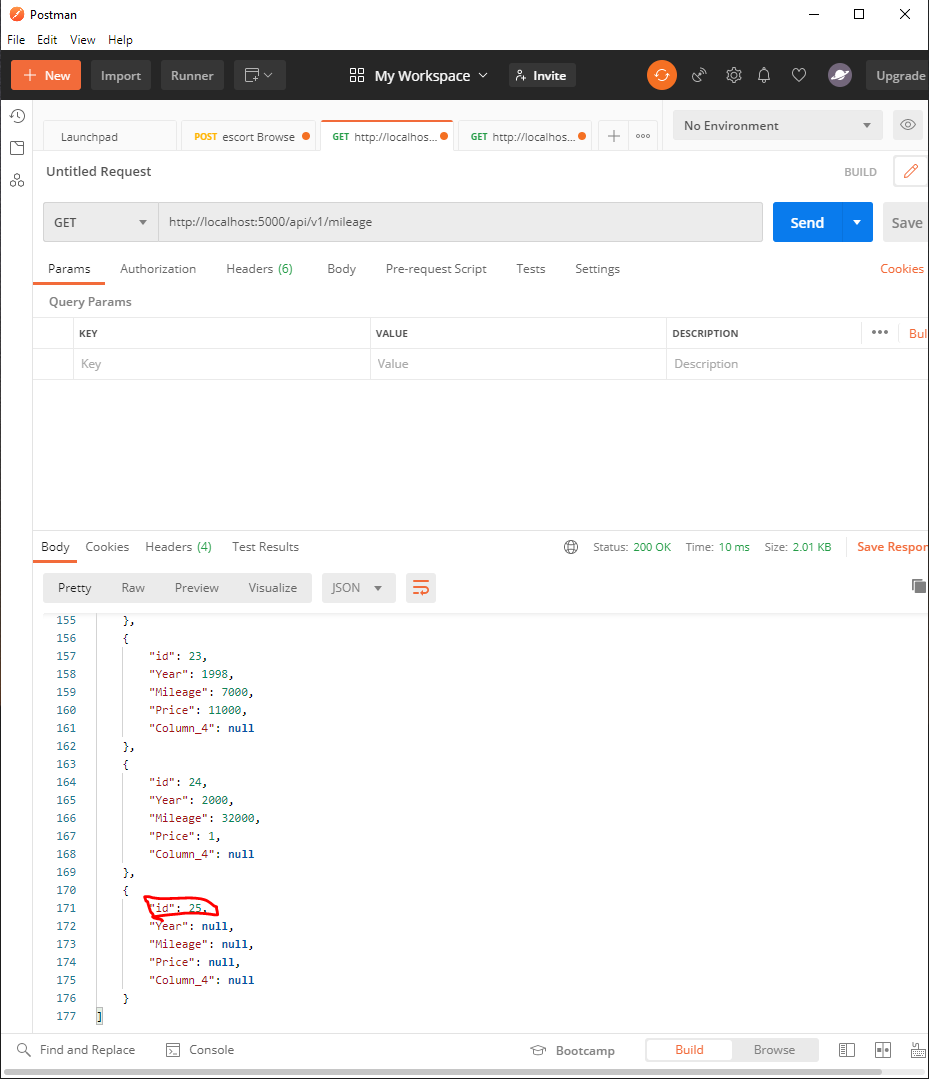 Postman
File Edit View Help
New Import Runner My Workspace Invite Upgrade
Launchpad POST escort Browse GET http://localhos... GET http://localhos... No Environment
Untitled Request BUILD
GET http://localhost:5000/api/v1/mileage Send Save
Params Authorization Headers (6) Body Pre-request Script Tests Settings Cookies
Query Params
KEY VALUE DESCRIPTION Bul
Key Value Description
Body Cookies Headers (4) Test Results Status: 200 OK Time: 10 ms Size: 2.01 KB Save Respon
Pretty Raw Preview Visualize JSON
155 },
156 {
157 "id": 23,
158 "Year": 1998,
159 "Mileage": 7000,
160 "Price": 11000,
161 "Column_4": null
162 },
163 {
164 "id": 24,
165 "Year": 2000,
166 "Mileage": 32000,
167 "Price": 1,
168 "Column_4": null
169 },
170 {
171 "id": 25,
172 "Year": null,
173 "Mileage": null,
174 "Price": null,
175 "Column_4": null
176 }
177 ]
Find and Replace Console Bootcamp Build Browse